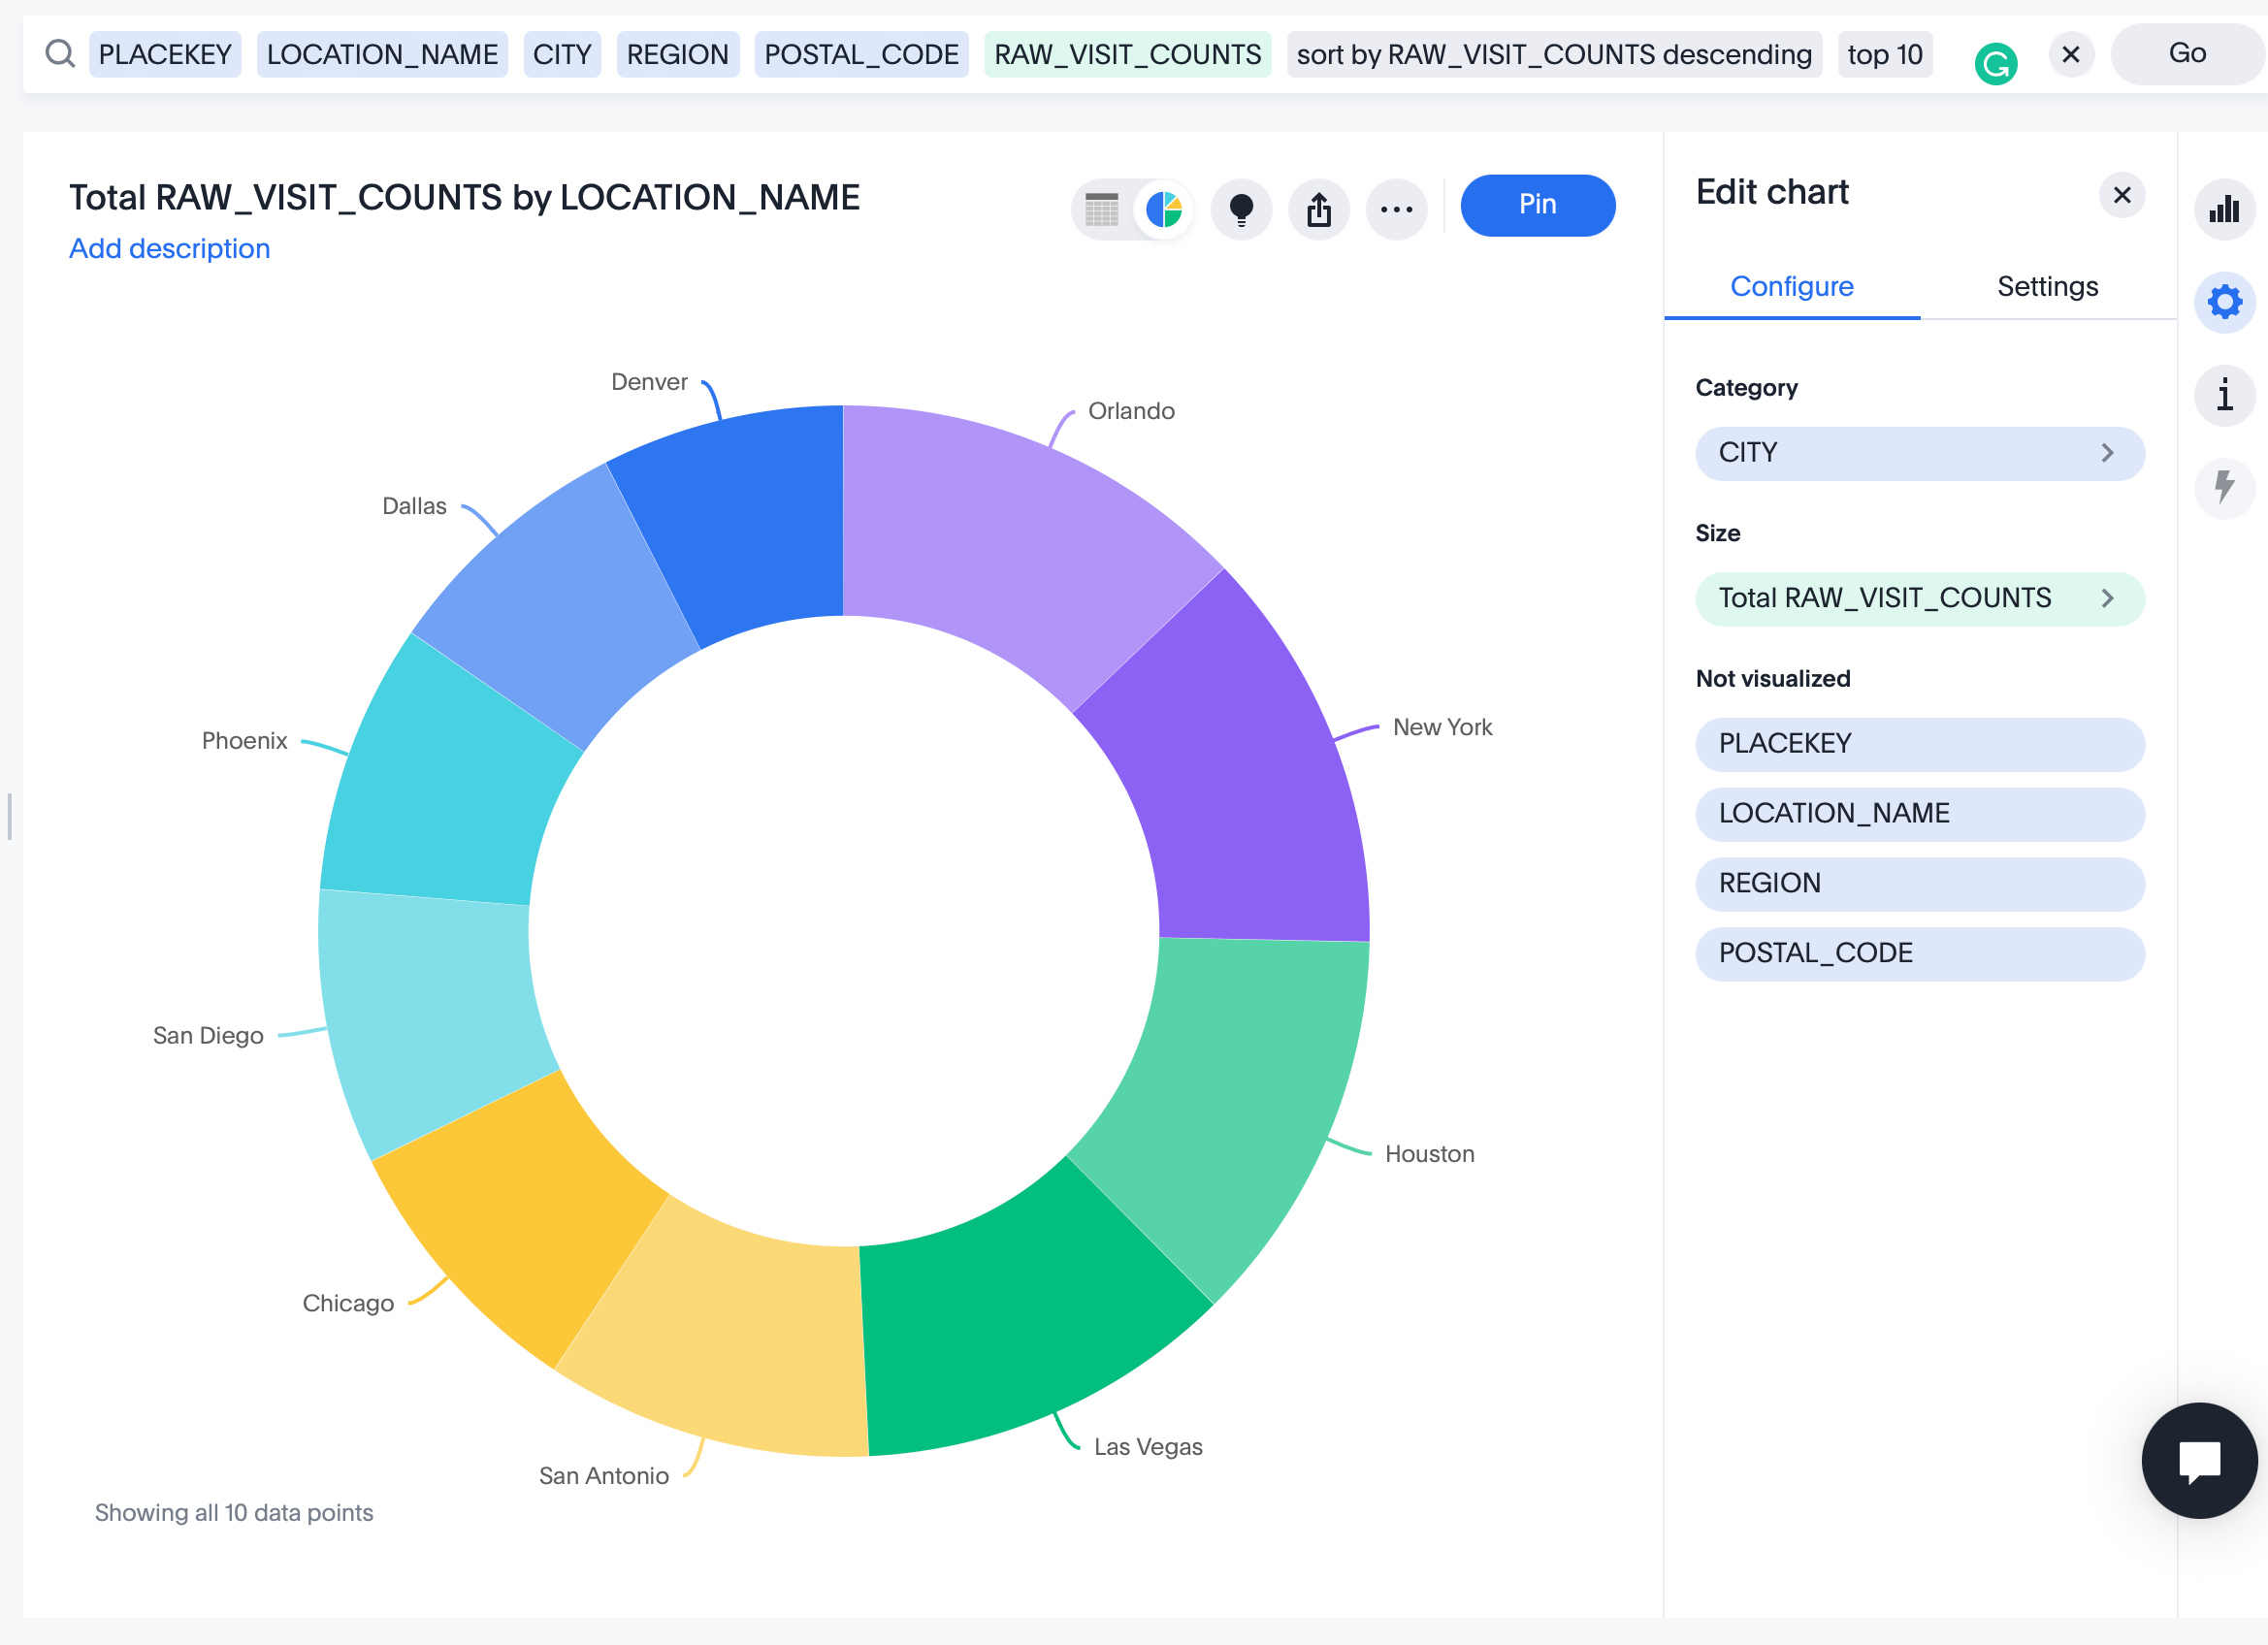 PLACEKEY LOCATION_NAME CITY REGION POSTAL_CODE RAW_VISIT_COUNTS sort by RAW_VISIT_COUNTS descending top 10 Go
Total RAW_VISIT_COUNTS by LOCATION_NAME
Add description
Pin
Denver
Orlando
Dallas
New York
Phoenix
San Diego
Houston
Chicago
Las Vegas
San Antonio
Showing all 10 data points
Edit chart
Configure Settings
Category
CITY
Size
Total RAW_VISIT_COUNTS
Not visualized
PLACEKEY
LOCATION_NAME
REGION
POSTAL_CODE